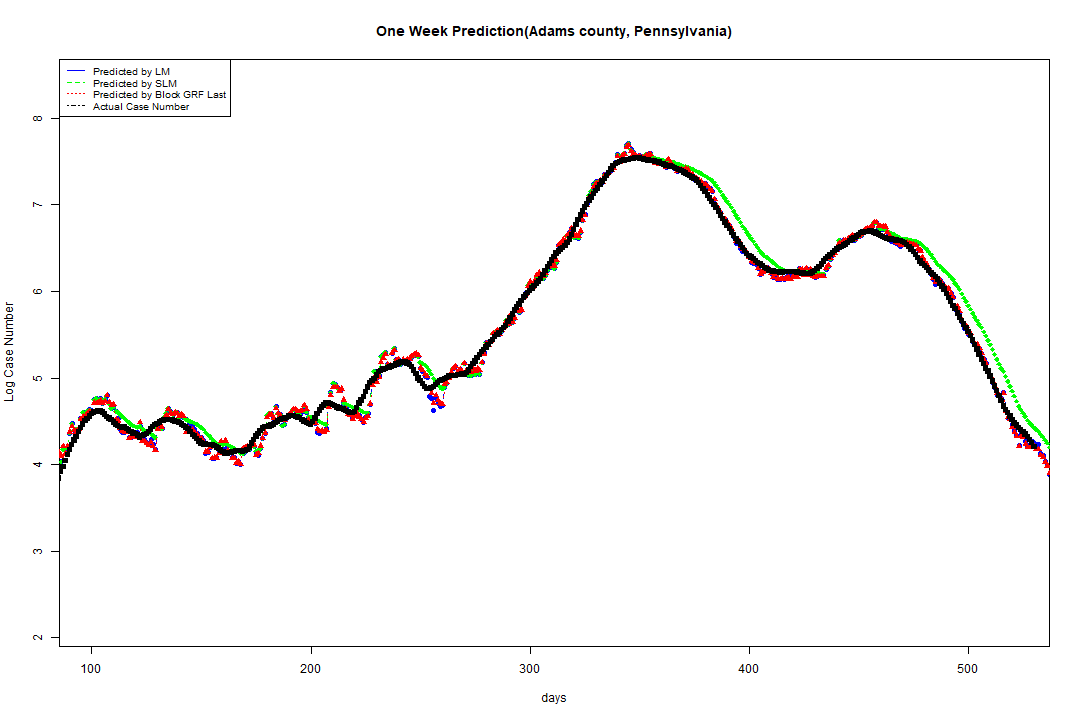 One Week Prediction(Adams county, Pennsylvania)
Predicted by LM
Predicted by SLM
Predicted by Block GRF Last
Actual Case Number
Log Case Number
8
7
6
5
4
3
2
100 200 300 400 500
days